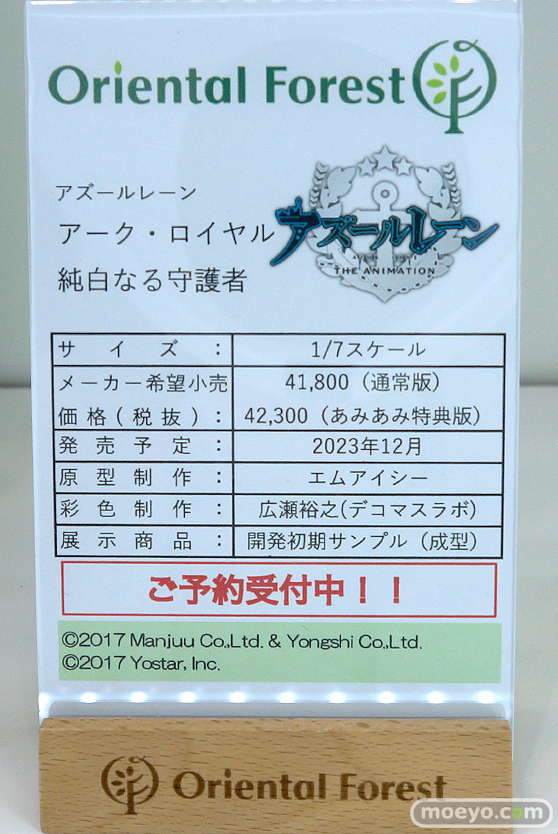 Oriental Forest
アズールレーン
アーク・ロイヤル
純白なる守護者
アズールレーン
THE ANIMATION
サイズ： 1/7スケール
メーカー希望小売 41,800（通常版）
価格(税抜)： 42,300（あみあみ特典版）
発売予定： 2023年12月
原型制作： エムアイシー
彩色制作： 広瀬裕之(デコマスラボ)
展示商品： 開発初期サンプル（成型）
ご予約受付中！！
©2017 Manjuu Co.,Ltd. & Yongshi Co.,Ltd.
©2017 Yostar, Inc.
Oriental Forest
moeyo.com